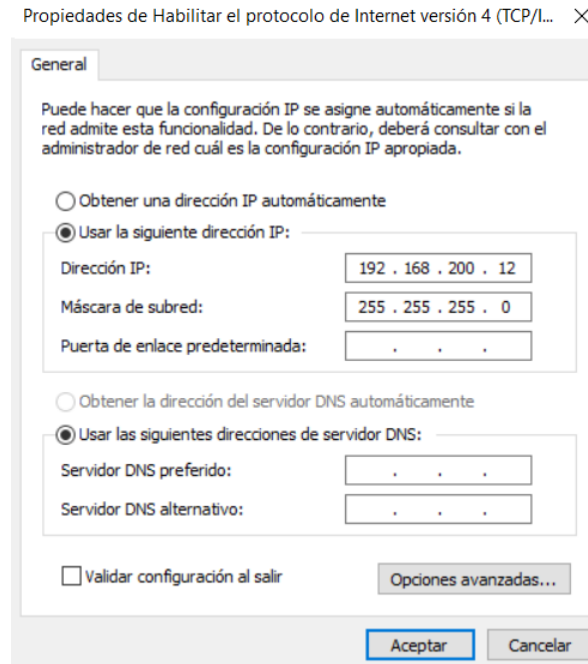 Propiedades de Habilitar el protocolo de Internet versión 4 (TCP/I...
General
Puede hacer que la configuración IP se asigne automáticamente si la
red admite esta funcionalidad. De lo contrario, deberá consultar con el
administrador de red cuál es la configuración IP apropiada.
Obtener una dirección IP automáticamente
Usar la siguiente dirección IP:
Dirección IP: 192 . 168 . 200 . 12
Máscara de subred: 255 . 255 . 255 . 0
Puerta de enlace predeterminada: . . .
Obtener la dirección del servidor DNS automáticamente
Usar las siguientes direcciones de servidor DNS:
Servidor DNS preferido: . . .
Servidor DNS alternativo: . . .
Validar configuración al salir
Opciones avanzadas...
Aceptar Cancelar